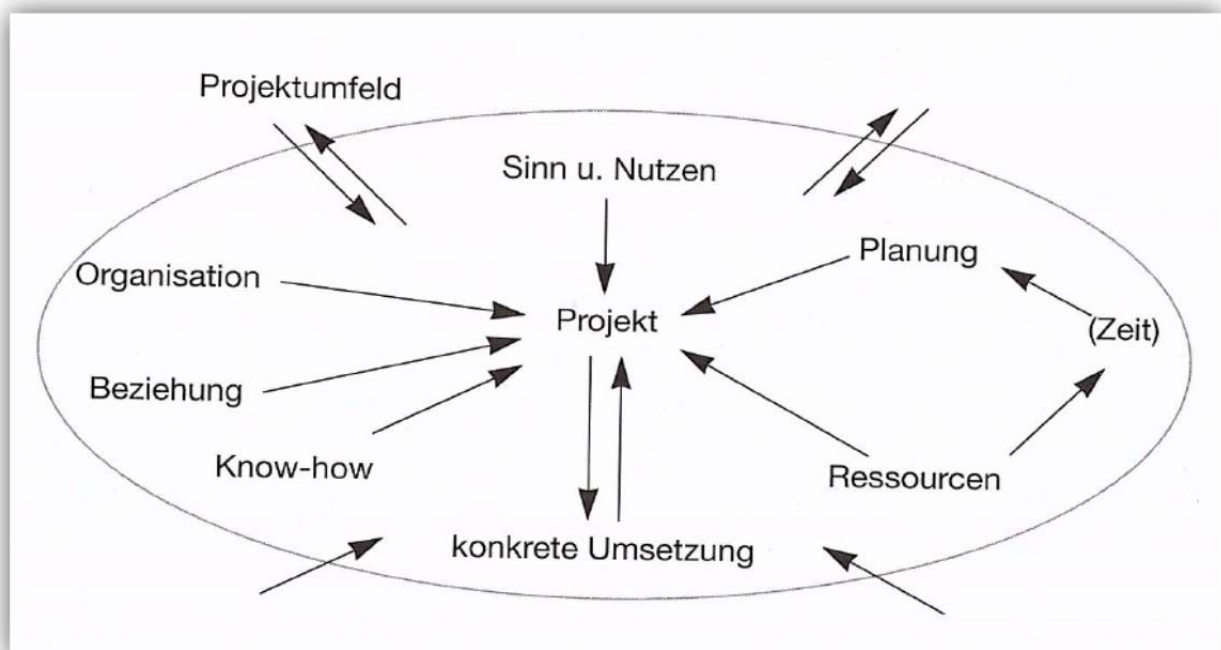 Projektumfeld
Sinn u. Nutzen
Planung
Organisation
Projekt
(Zeit)
Beziehung
Know-how
Ressourcen
konkrete Umsetzung